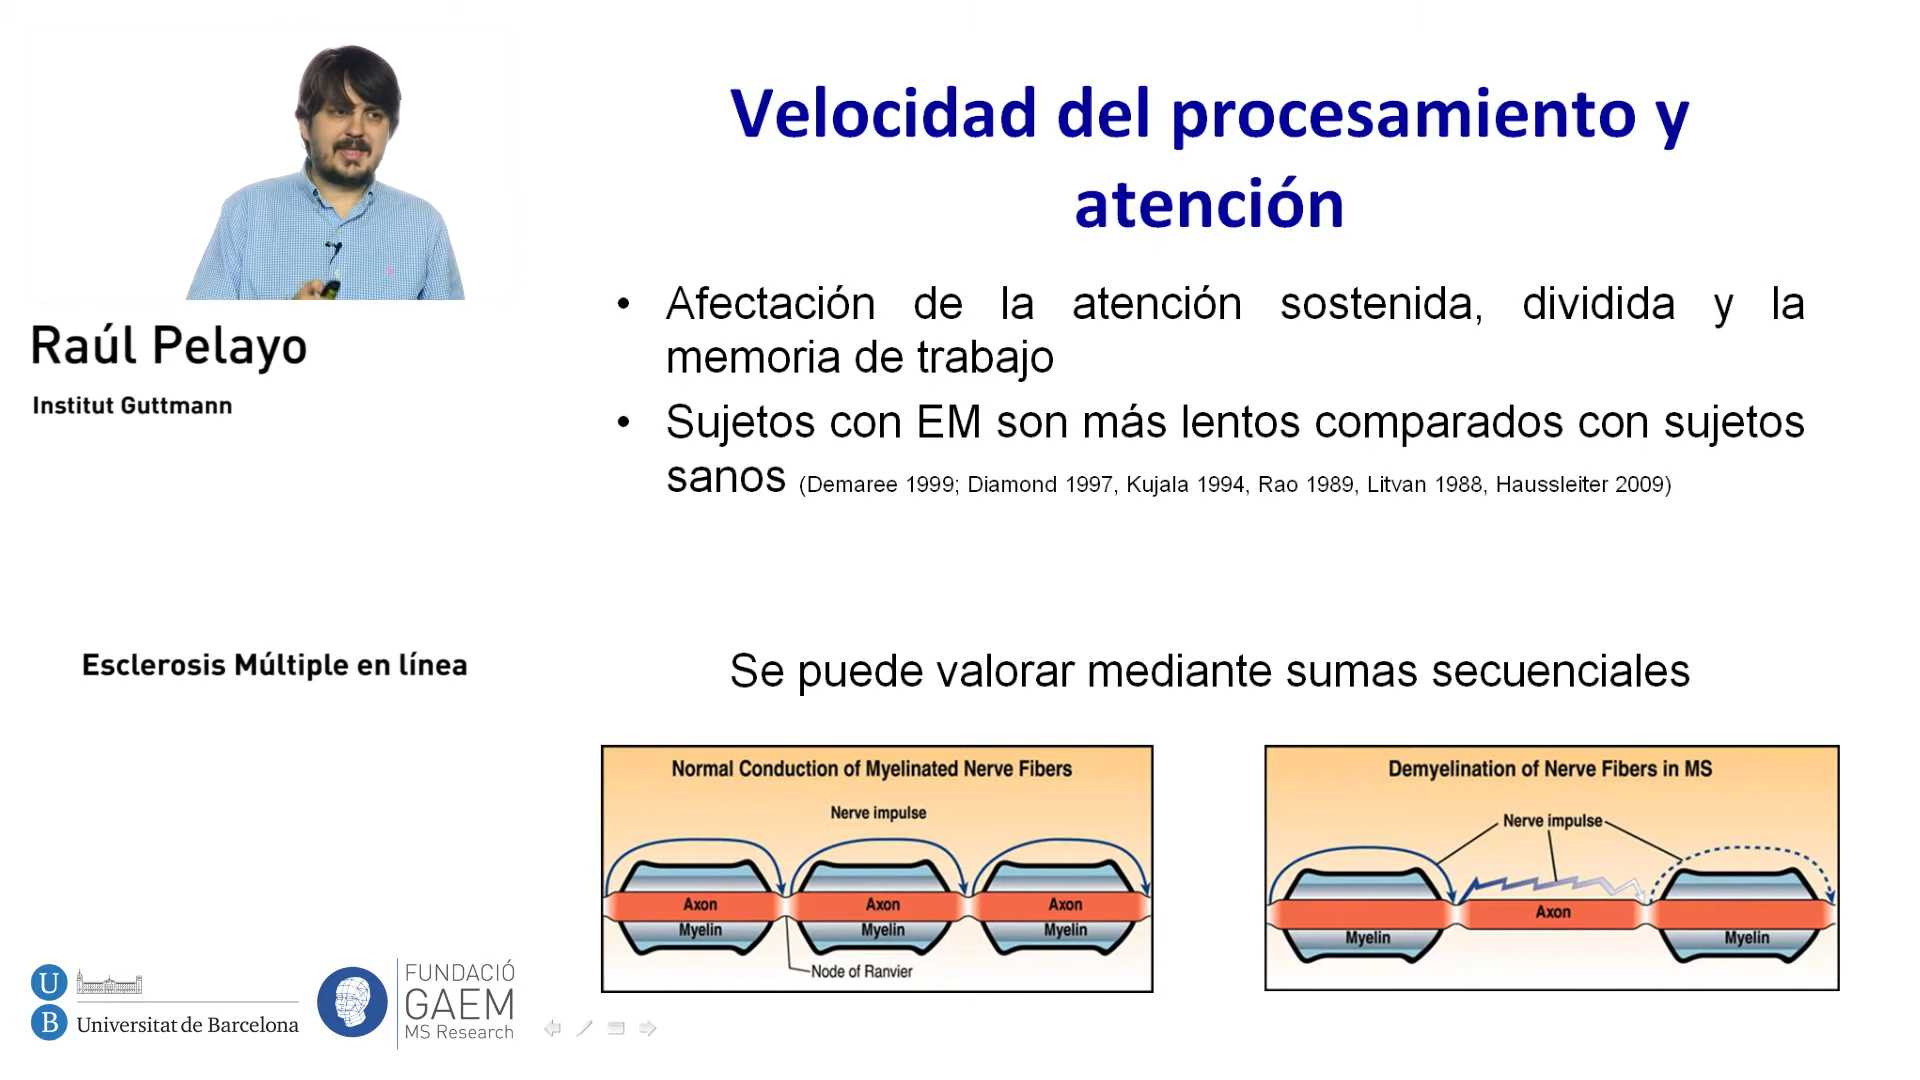 Velocidad del procesamiento y
atención
• Afectación de la atención sostenida, dividida y la
memoria de trabajo
• Sujetos con EM son más lentos comparados con sujetos
sanos (Demaree 1999; Diamond 1997, Kujala 1994, Rao 1989, Litvan 1988, Haussleiter 2009)
Raúl Pelayo
Institut Guttmann
Esclerosis Múltiple en línea
Se puede valorar mediante sumas secuenciales
Normal Conduction of Myelinated Nerve Fibers
Nerve impulse
Axon Axon Axon
Myelin Myelin Myelin
Node of Ranvier
Demyelination of Nerve Fibers in MS
Nerve impulse
Axon
Myelin Myelin
U
B
Universitat de Barcelona
FUNDACIÓ
GAEM
MS Research